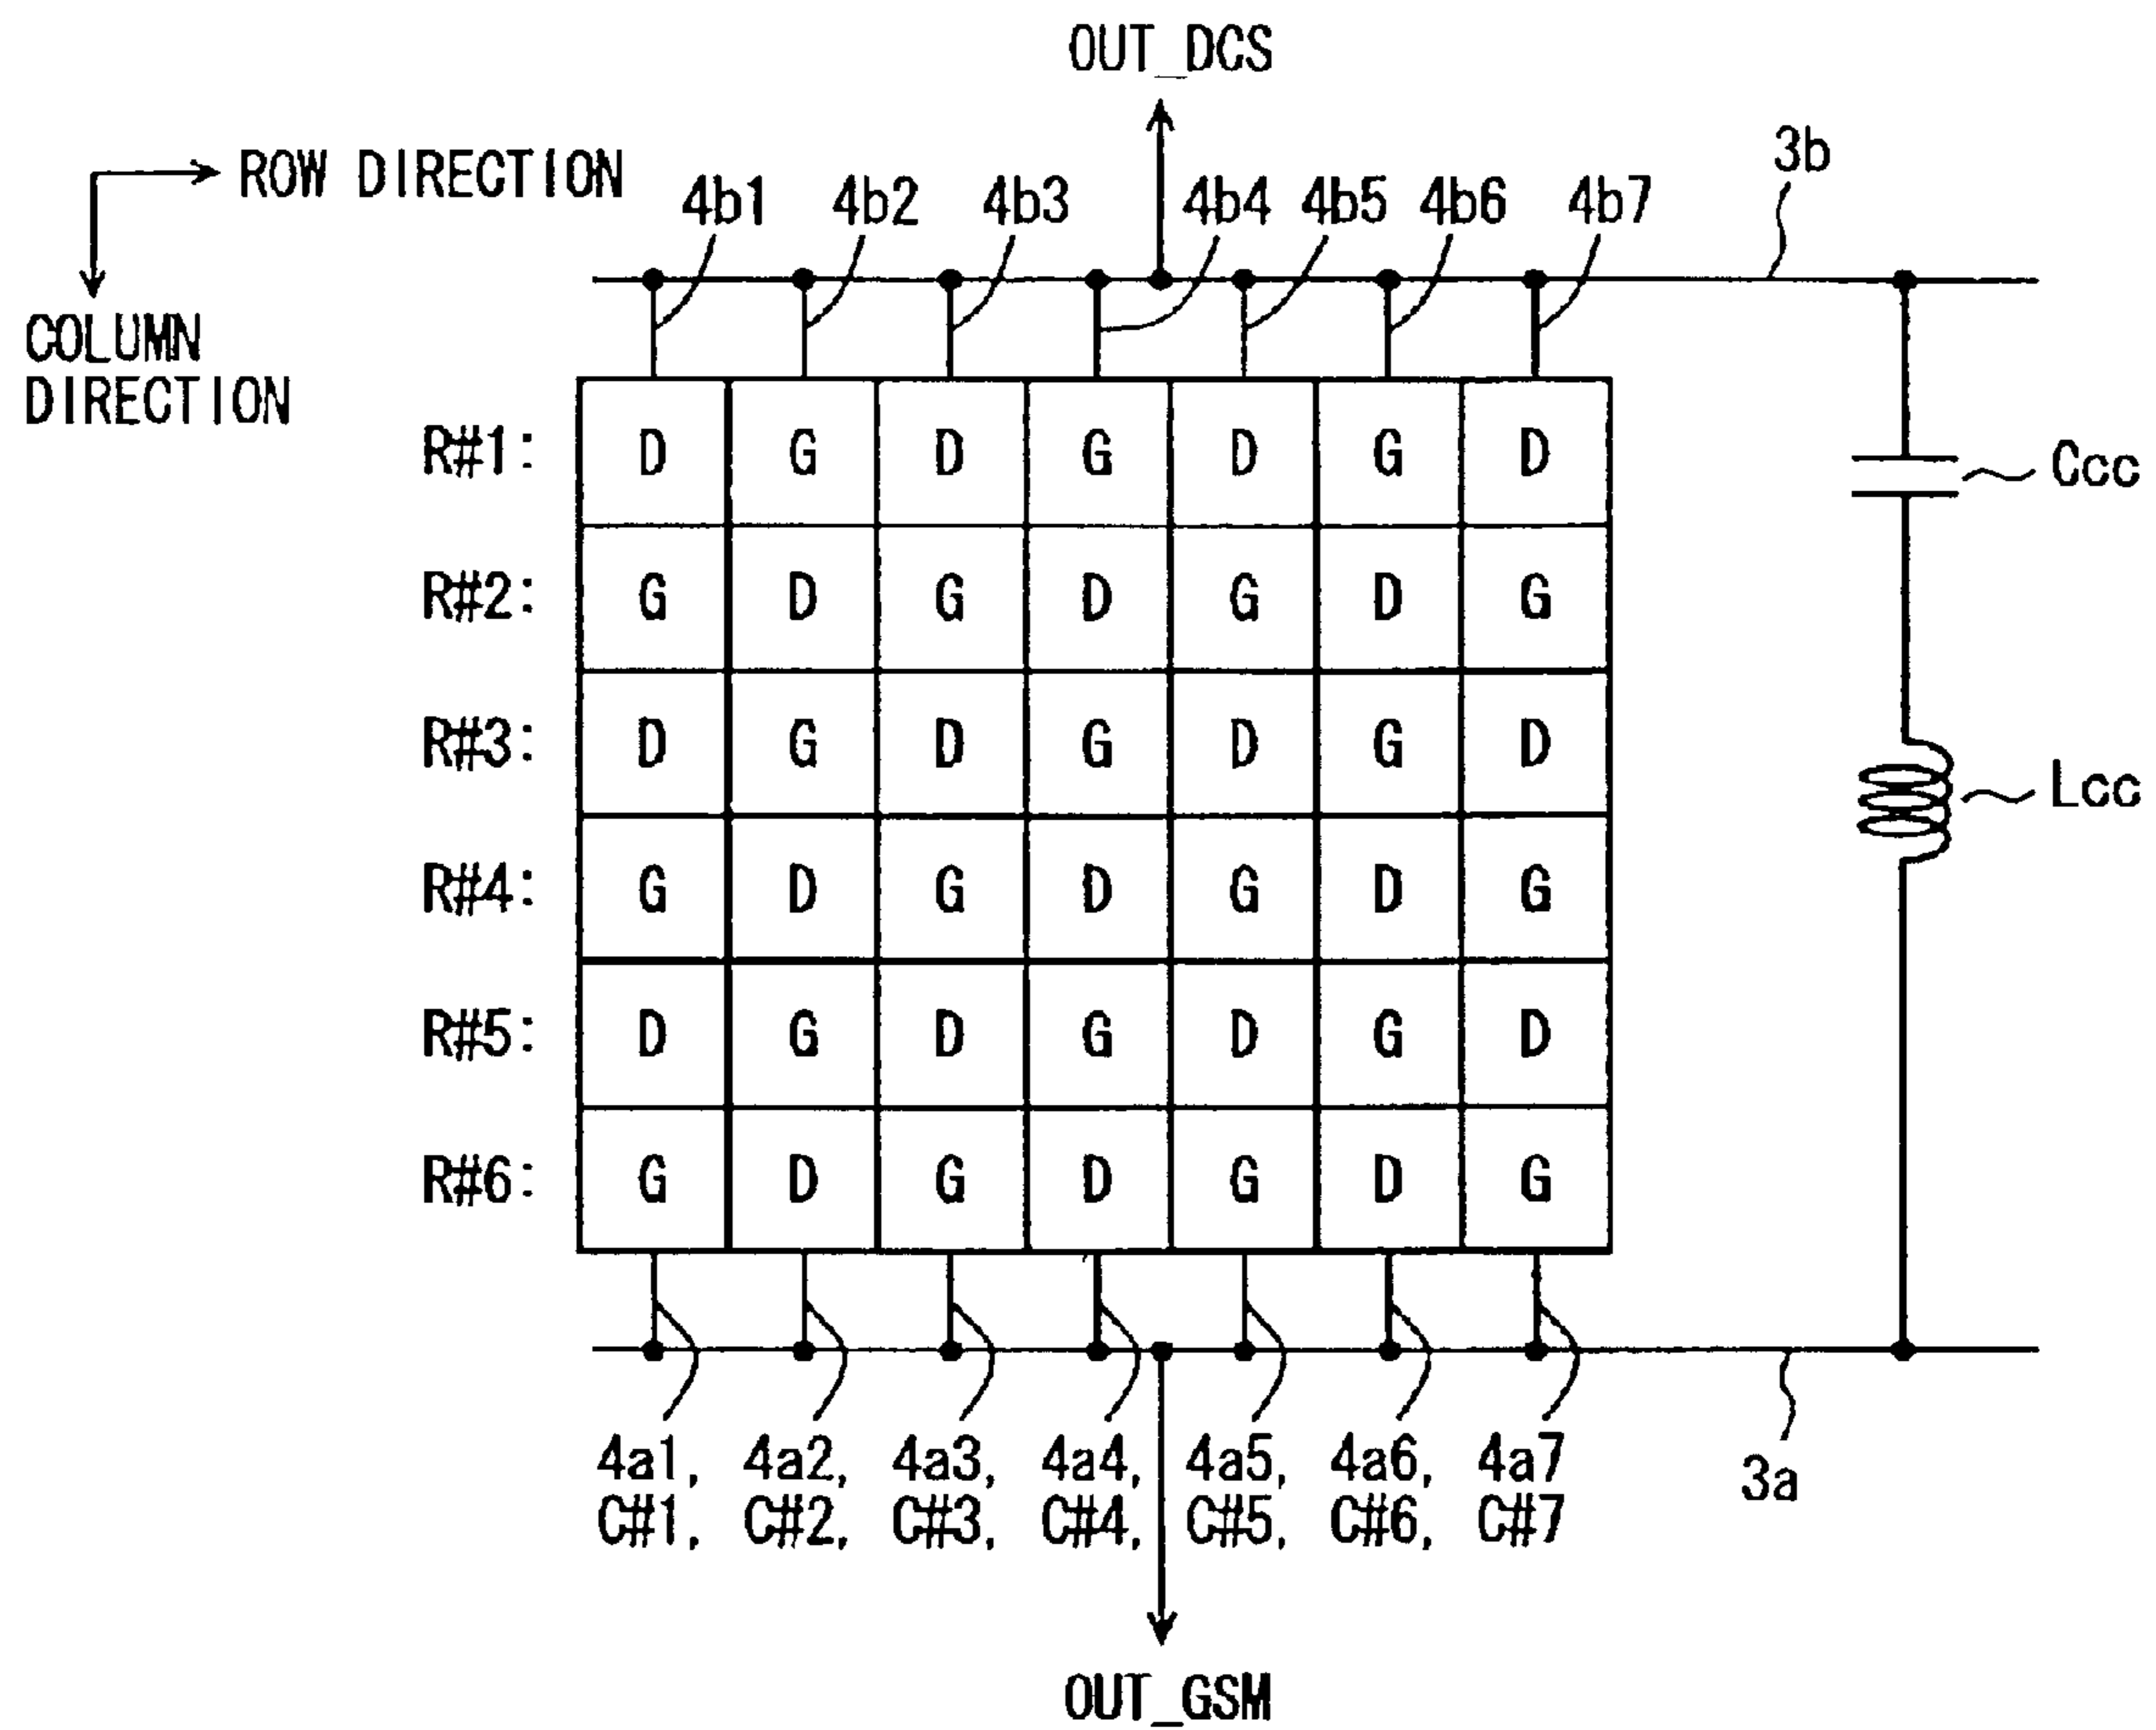 OUT_DCS
ROW DIRECTION
COLUMN
DIRECTION
4b1 4b2 4b3 4b4 4b5 4b6 4b7
3b
R#1: D G D G D G D
R#2: G D G D G D G
R#3: D G D G D G D
R#4: G D G D G D G
R#5: D G D G D G D
R#6: G D G D G D G
Ccc
Lcc
4a1, 4a2, 4a3, 4a4, 4a5, 4a6, 4a7
C#1, C#2, C#3, C#4, C#5, C#6, C#7
3a
OUT_GSM